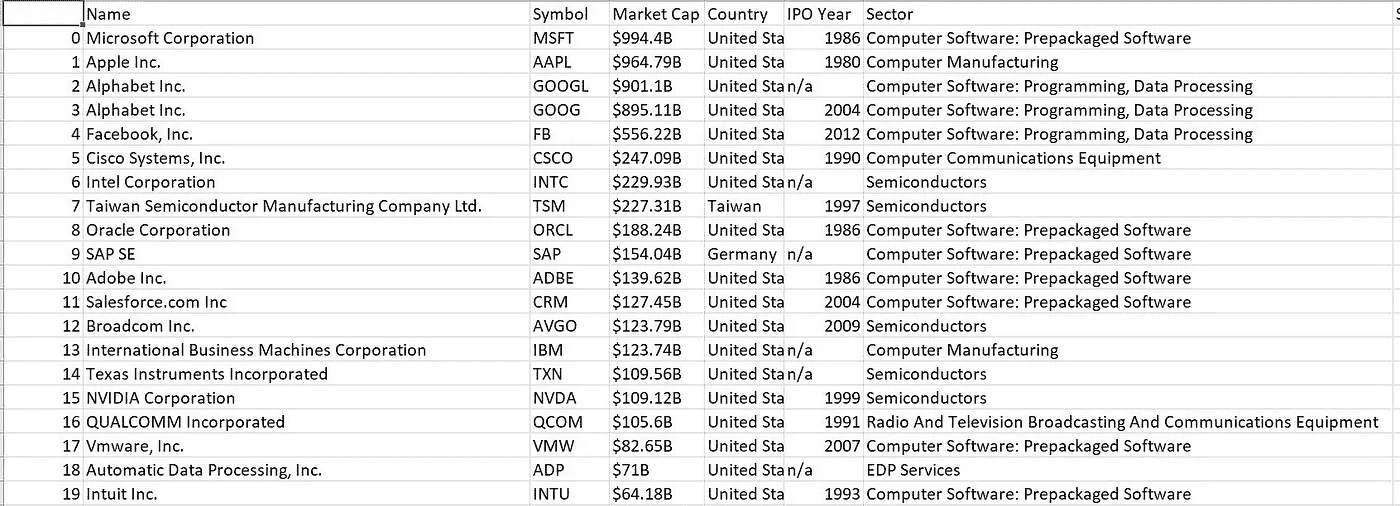 Name Symbol Market Cap Country IPO Year Sector S
0 Microsoft Corporation MSFT $994.4B United Sta 1986 Computer Software: Prepackaged Software
1 Apple Inc. AAPL $964.79B United Sta 1980 Computer Manufacturing
2 Alphabet Inc. GOOGL $901.1B United Sta n/a Computer Software: Programming, Data Processing
3 Alphabet Inc. GOOG $895.11B United Sta 2004 Computer Software: Programming, Data Processing
4 Facebook, Inc. FB $556.22B United Sta 2012 Computer Software: Programming, Data Processing
5 Cisco Systems, Inc. CSCO $247.09B United Sta 1990 Computer Communications Equipment
6 Intel Corporation INTC $229.93B United Sta n/a Semiconductors
7 Taiwan Semiconductor Manufacturing Company Ltd. TSM $227.31B Taiwan 1997 Semiconductors
8 Oracle Corporation ORCL $188.24B United Sta 1986 Computer Software: Prepackaged Software
9 SAP SE SAP $154.04B Germany n/a Computer Software: Prepackaged Software
10 Adobe Inc. ADBE $139.62B United Sta 1986 Computer Software: Prepackaged Software
11 Salesforce.com Inc CRM $127.45B United Sta 2004 Computer Software: Prepackaged Software
12 Broadcom Inc. AVGO $123.79B United Sta 2009 Semiconductors
13 International Business Machines Corporation IBM $123.74B United Sta n/a Computer Manufacturing
14 Texas Instruments Incorporated TXN $109.56B United Sta n/a Semiconductors
15 NVIDIA Corporation NVDA $109.12B United Sta 1999 Semiconductors
16 QUALCOMM Incorporated QCOM $105.6B United Sta 1991 Radio And Television Broadcasting And Communications Equipment
17 Vmware, Inc. VMW $82.65B United Sta 2007 Computer Software: Prepackaged Software
18 Automatic Data Processing, Inc. ADP $71B United Sta n/a EDP Services
19 Intuit Inc. INTU $64.18B United Sta 1993 Computer Software: Prepackaged Software